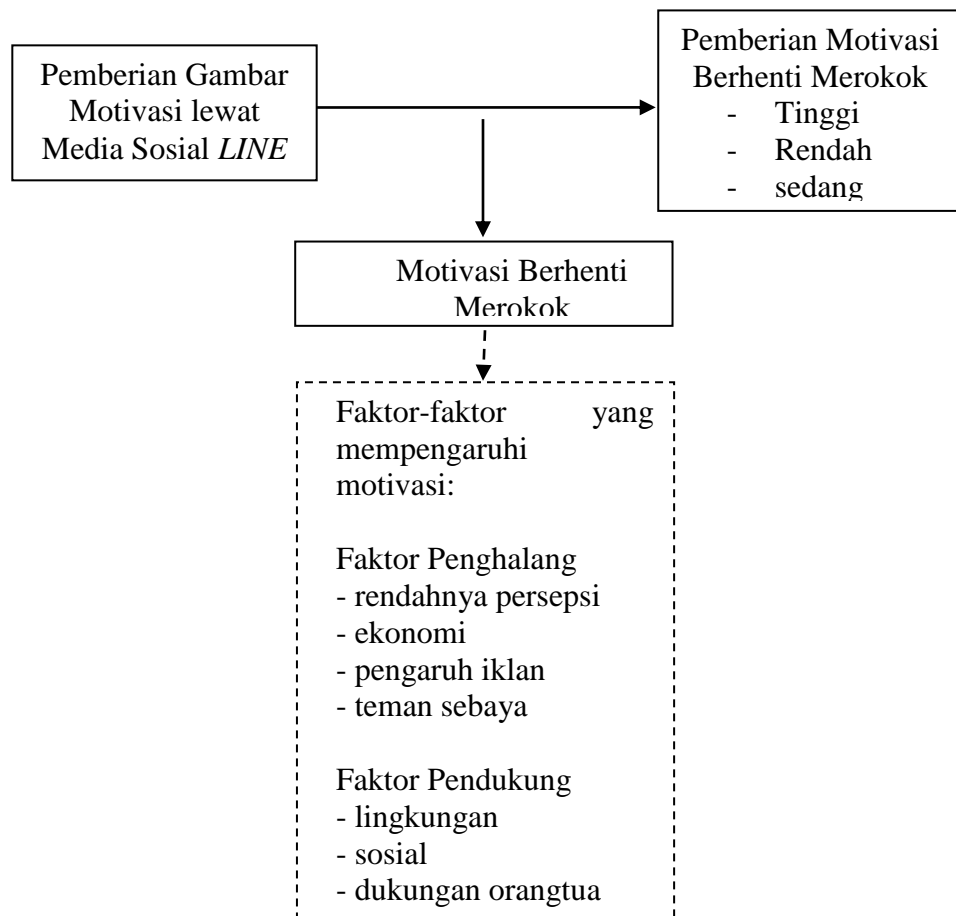 Pemberian Gambar
Motivasi lewat
Media Sosial LINE
Pemberian Motivasi
Berhenti Merokok
- Tinggi
- Rendah
- sedang
Motivasi Berhenti
Merokok
Faktor-faktor yang
mempengaruhi
motivasi:
Faktor Penghalang
- rendahnya persepsi
- ekonomi
- pengaruh iklan
- teman sebaya
Faktor Pendukung
- lingkungan
- sosial
- dukungan orangtua